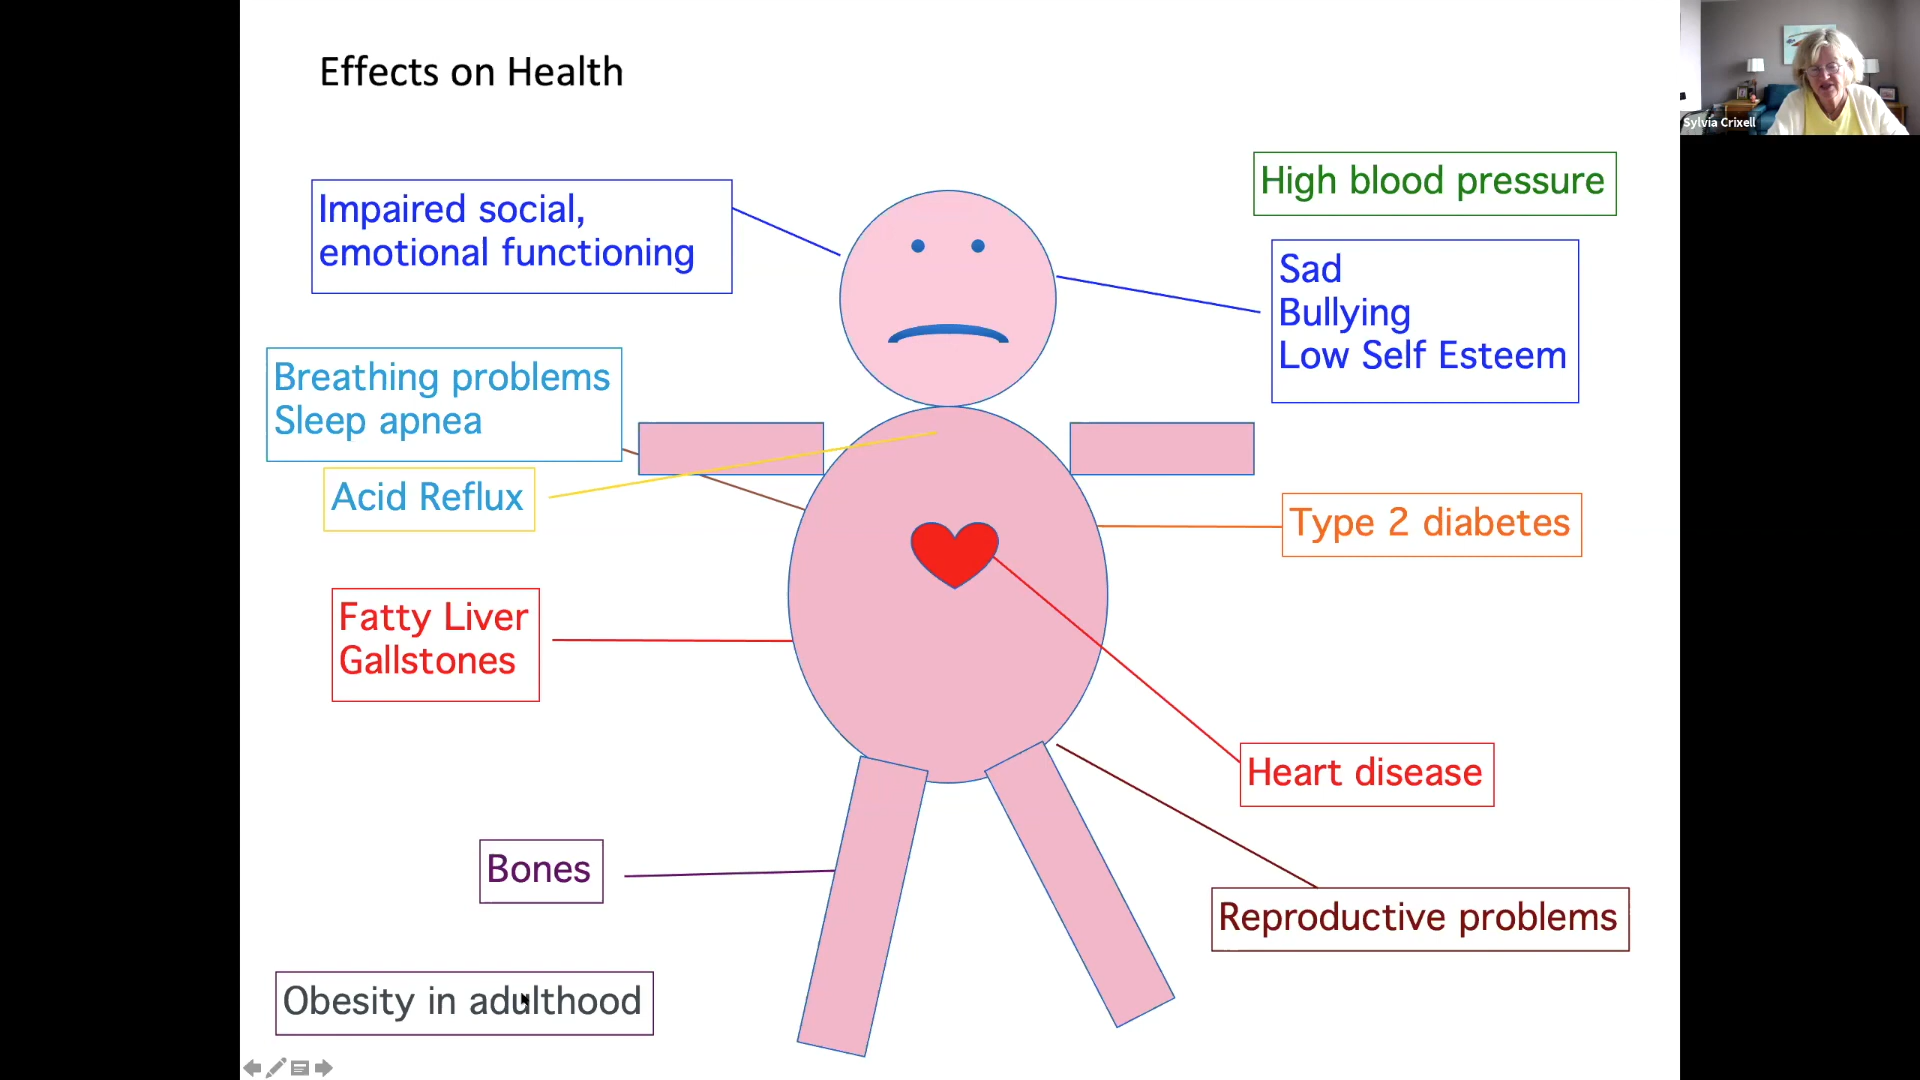 Effects on Health
Sylvia Crixell
High blood pressure
Impaired social,
emotional functioning
Sad
Bullying
Low Self Esteem
Breathing problems
Sleep apnea
Acid Reflux
Type 2 diabetes
Fatty Liver
Gallstones
Heart disease
Bones
Reproductive problems
Obesity in adulthood